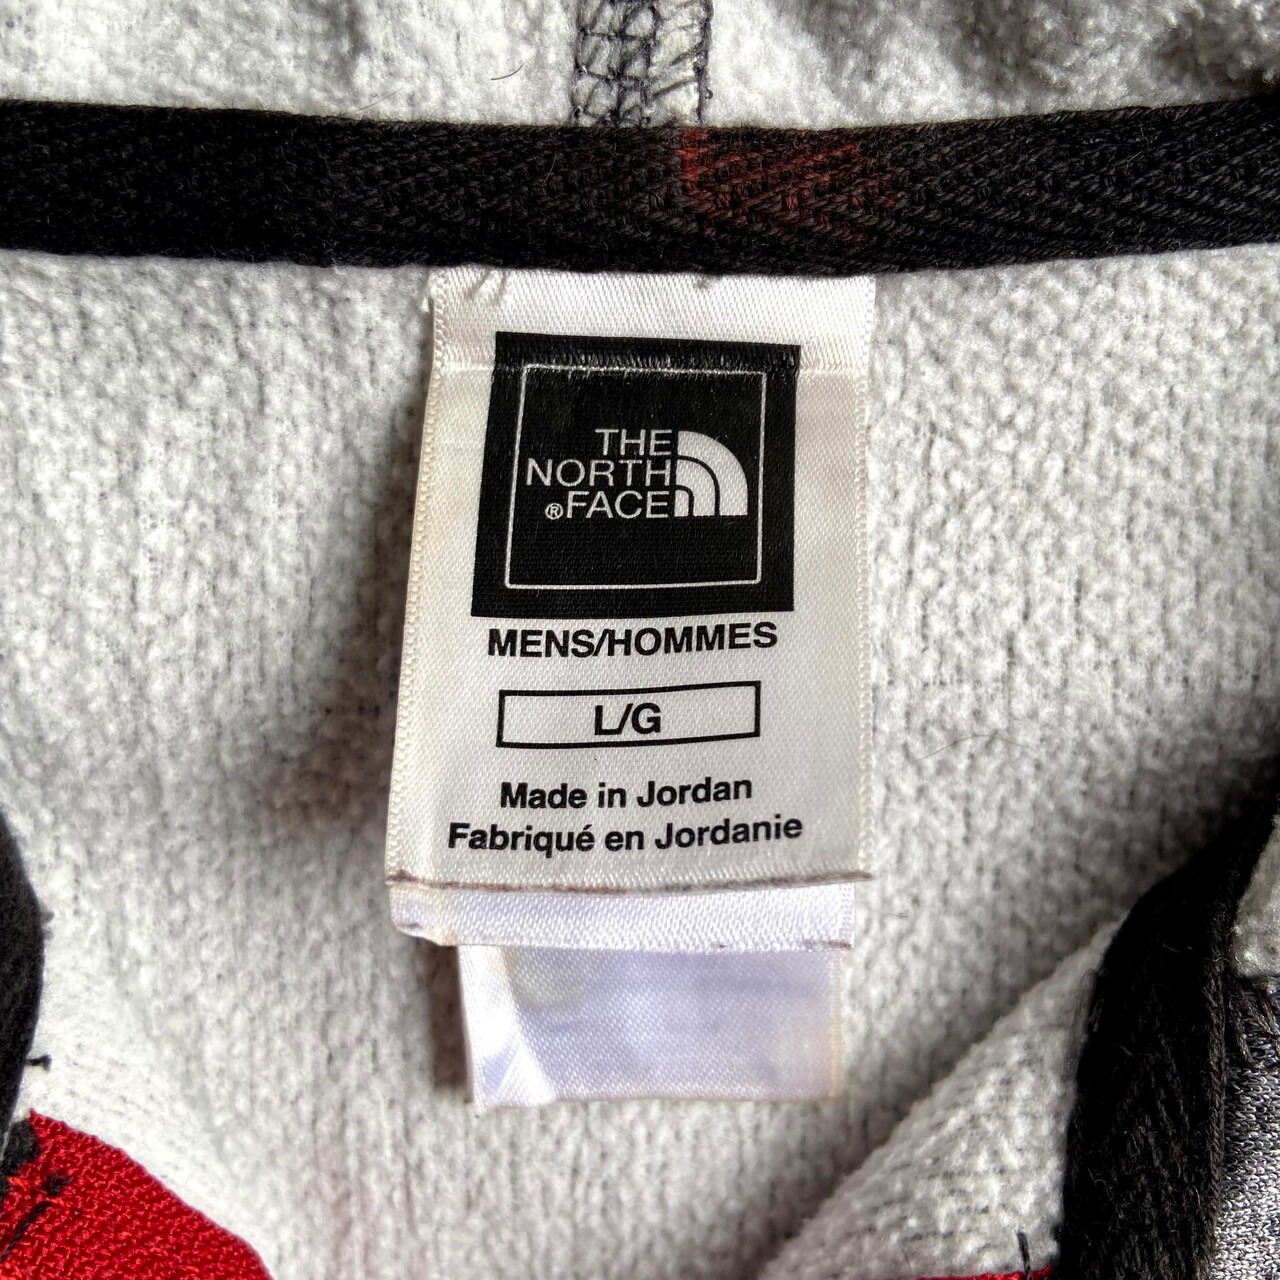 THE
NORTH
®FACE
MENS/HOMMES
L/G
Made in Jordan
Fabriqué en Jordanie